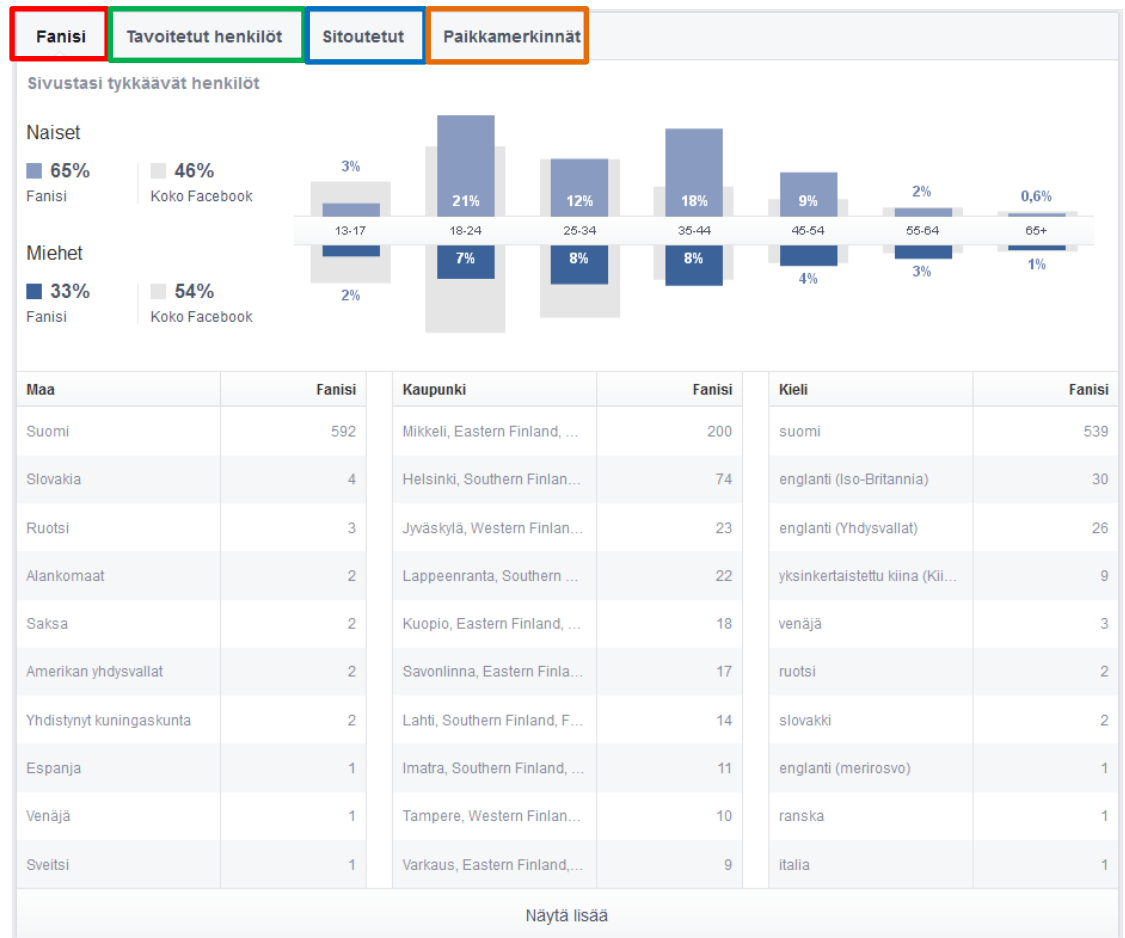 Fanisi Tavoitetut henkilöt Sitoutetut Paikkamerkinnät
Sivustasi tykkäävät henkilöt
Naiset
65% 46%
Fanisi Koko Facebook
3% 21% 12% 18% 9% 2% 0,6%
13-17 18-24 25-34 35-44 45-54 55-64 65+
Miehet
33% 54%
Fanisi Koko Facebook
2% 7% 8% 8% 4% 3% 1%
Maa Fanisi Kaupunki Fanisi Kieli Fanisi
Suomi 592 Mikkeli, Eastern Finland, ... 200 suomi 539
Slovakia 4 Helsinki, Southern Finlan... 74 englanti (Iso-Britannia) 30
Ruotsi 3 Jyväskylä, Western Finlan... 23 englanti (Yhdysvallat) 26
Alankomaat 2 Lappeenranta, Southern ... 22 yksinkertaistettu kiina (Kii... 9
Saksa 2 Kuopio, Eastern Finland, ... 18 venäjä 3
Amerikan yhdysvallat 2 Savonlinna, Eastern Finla... 17 ruotsi 2
Yhdistynyt kuningaskunta 2 Lahti, Southern Finland, F... 14 slovakki 2
Espanja 1 Imatra, Southern Finland, ... 11 englanti (merirosvo) 1
Venäjä 1 Tampere, Western Finlan... 10 ranska 1
Sveitsi 1 Varkaus, Eastern Finland,... 9 italia 1
Näytä lisää